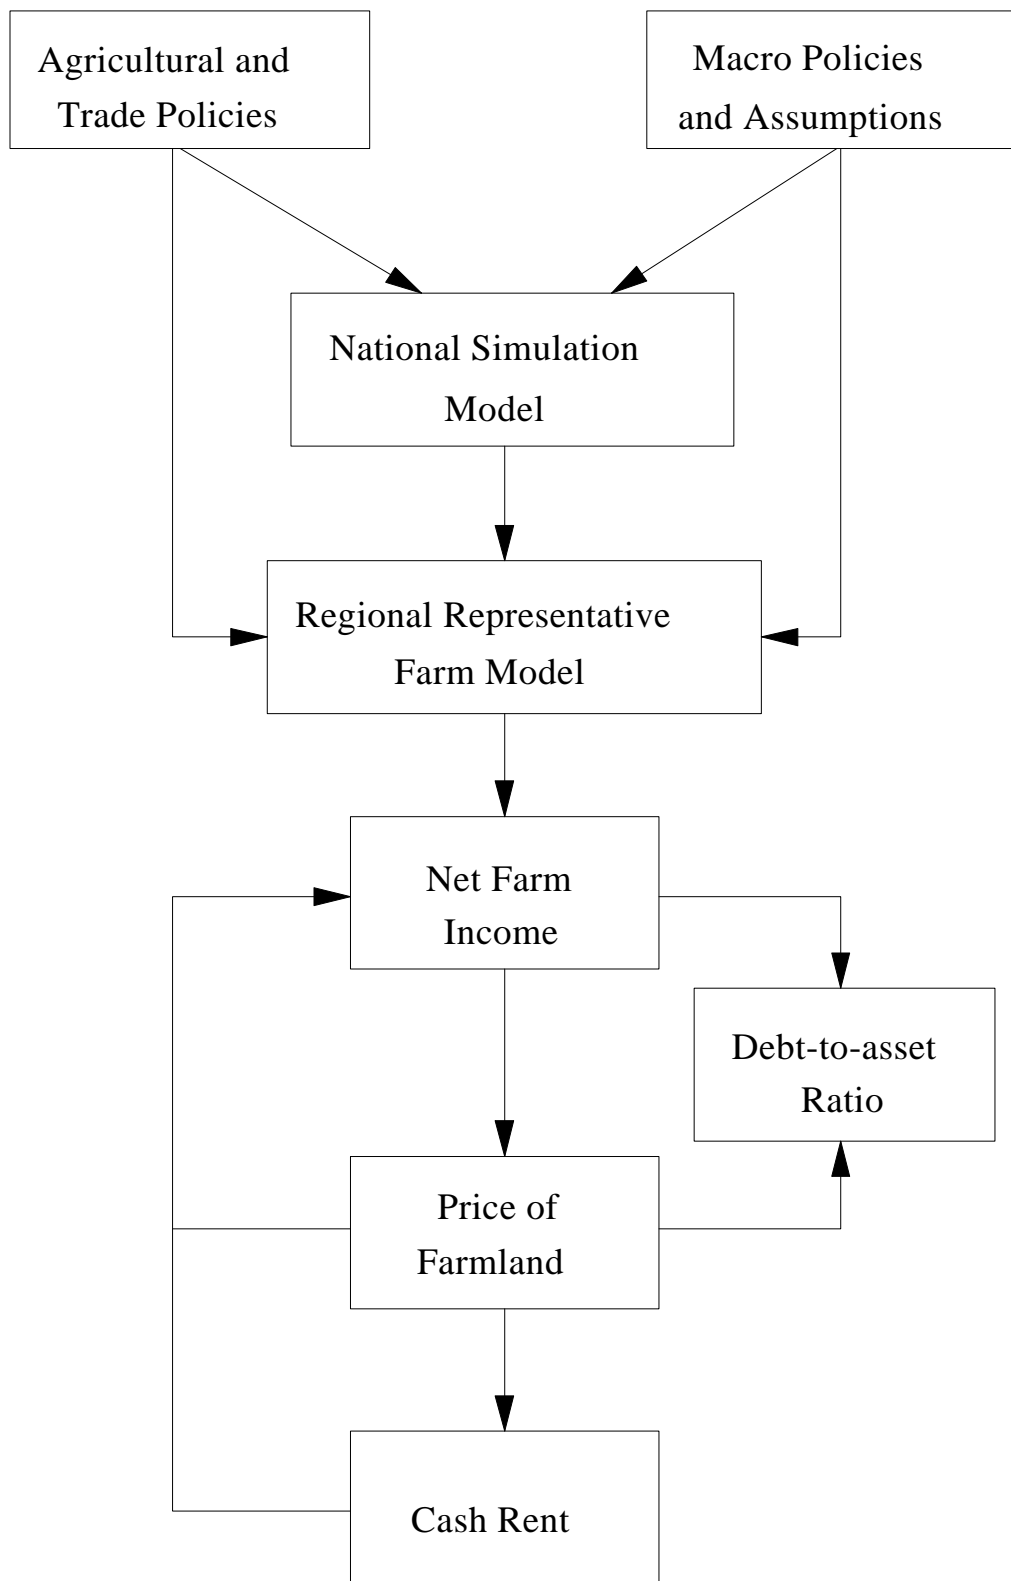 Agricultural and
Trade Policies
Macro Policies
and Assumptions
National Simulation
Model
Regional Representative
Farm Model
Net Farm
Income
Debt-to-asset
Ratio
Price of
Farmland
Cash Rent